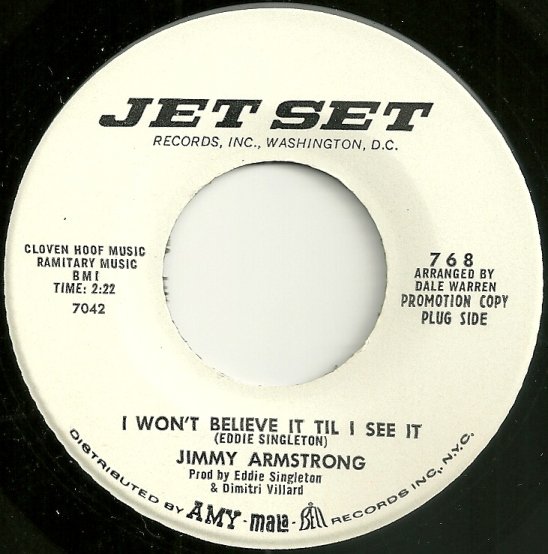 JET SET
RECORDS, INC., WASHINGTON, D.C.
CLOVEN HOOF MUSIC
RAMITARY MUSIC
BMI
TIME: 2:22
7042
768
ARRANGED BY
DALE WARREN
PROMOTION COPY
PLUG SIDE
I WON'T BELIEVE IT TIL I SEE IT
(EDDIE SINGLETON)
JIMMY ARMSTRONG
Prod by Eddie Singleton
& Dimitri Villard
DISTRIBUTED BY AMY-mala-Bell RECORDS INC., N.Y.C.